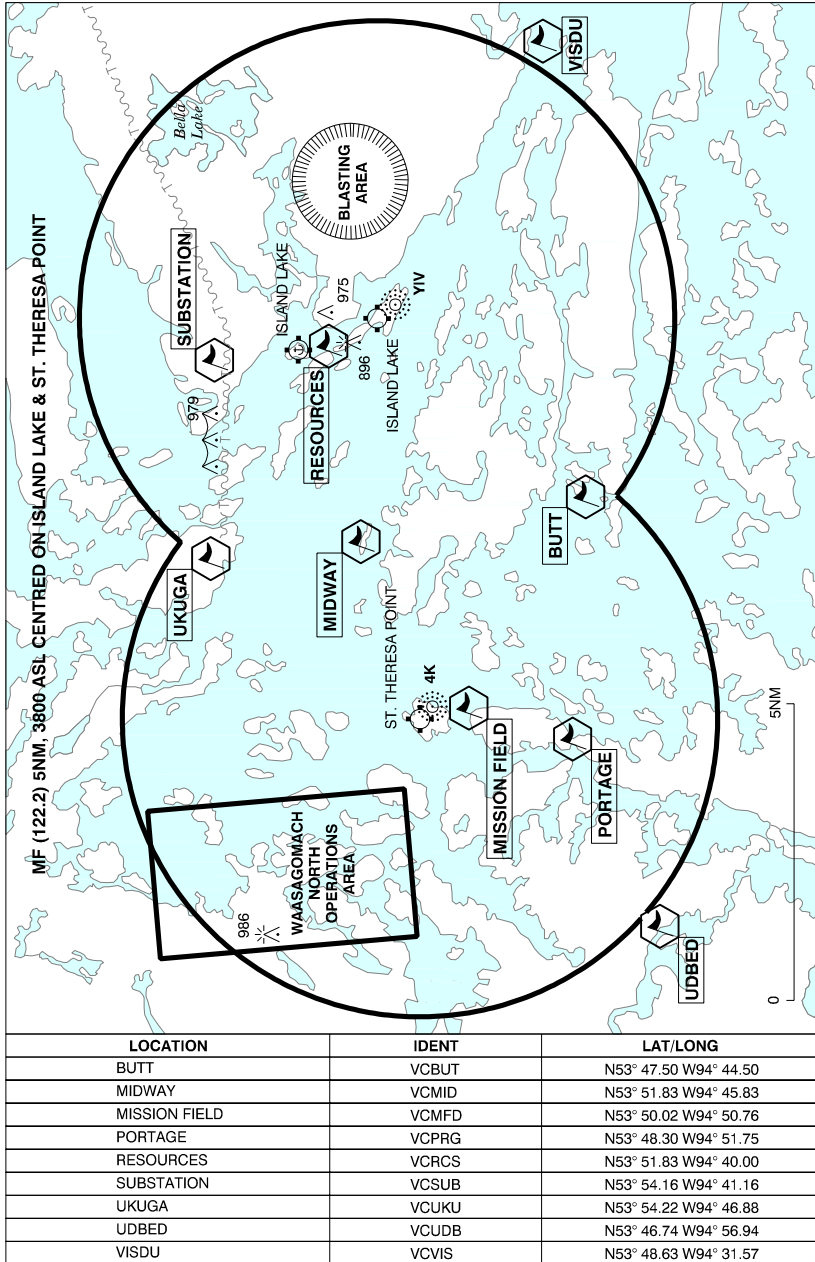 MF (122.2) 5NM, 3800 ASL CENTRED ON ISLAND LAKE & ST. THERESA POINT
VISDU
Bella
Lake
BLASTING
AREA
SUBSTATION
ISLAND LAKE
975
YIV
979
RESOURCES
896
ISLAND LAKE
BUTT
UKUGA
MIDWAY
ST. THERESA POINT
4K
MISSION FIELD
PORTAGE
5NM
0
986
WAASAGOMACH
NORTH
OPERATIONS
AREA
UDBED
LOCATION IDENT LAT/LONG
BUTT VCBUT N53° 47.50 W94° 44.50
MIDWAY VCMID N53° 51.83 W94° 45.83
MISSION FIELD VCMFD N53° 50.02 W94° 50.76
PORTAGE VCPRG N53° 48.30 W94° 51.75
RESOURCES VCRCS N53° 51.83 W94° 40.00
SUBSTATION VCSUB N53° 54.16 W94° 41.16
UKUGA VCUKU N53° 54.22 W94° 46.88
UDBED VCUDB N53° 46.74 W94° 56.94
VISDU VCVIS N53° 48.63 W94° 31.57